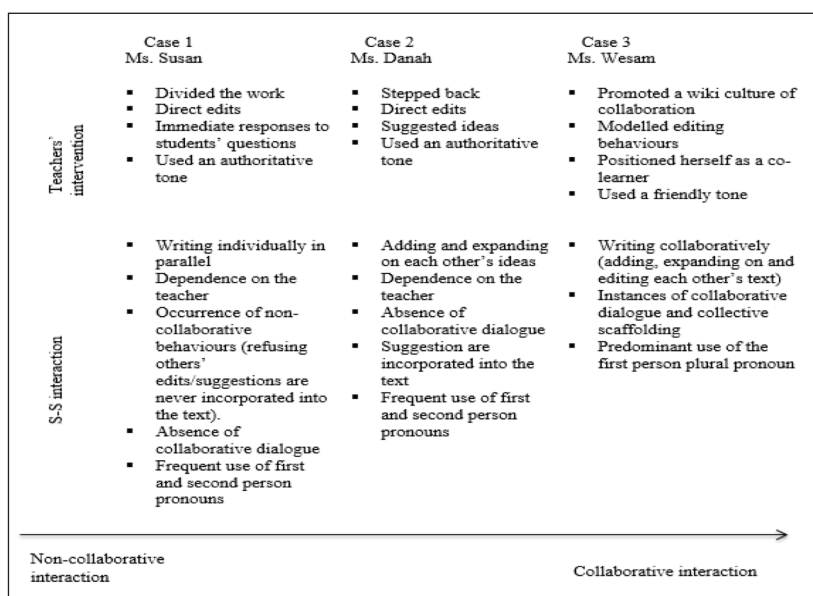 Case 1
Ms. Susan
Case 2
Ms. Danah
Case 3
Ms. Wesam
Teachers'
intervention
▪ Divided the work
▪ Direct edits
▪ Immediate responses to
students' questions
▪ Used an authoritative
tone
▪ Stepped back
▪ Direct edits
▪ Suggested ideas
▪ Used an authoritative
tone
▪ Promoted a wiki culture of
collaboration
▪ Modelled editing
behaviours
▪ Positioned herself as a co-
learner
▪ Used a friendly tone
S-S interaction
▪ Writing individually in
parallel
▪ Dependence on the
teacher
▪ Occurrence of non-
collaborative
behaviours (refusing
others'
edits/suggestions are
never incorporated into
the text).
▪ Absence of
collaborative dialogue
▪ Frequent use of first
and second person
pronouns
▪ Adding and expanding
on each other's ideas
▪ Dependence on the
teacher
▪ Absence of
collaborative dialogue
▪ Suggestion are
incorporated into the
text
▪ Frequent use of first
and second person
pronouns
▪ Writing collaboratively
(adding, expanding on and
editing each other's text)
▪ Instances of collaborative
dialogue and collective
scaffolding
▪ Predominant use of the
first person plural pronoun
Non-collaborative
interaction
Collaborative interaction